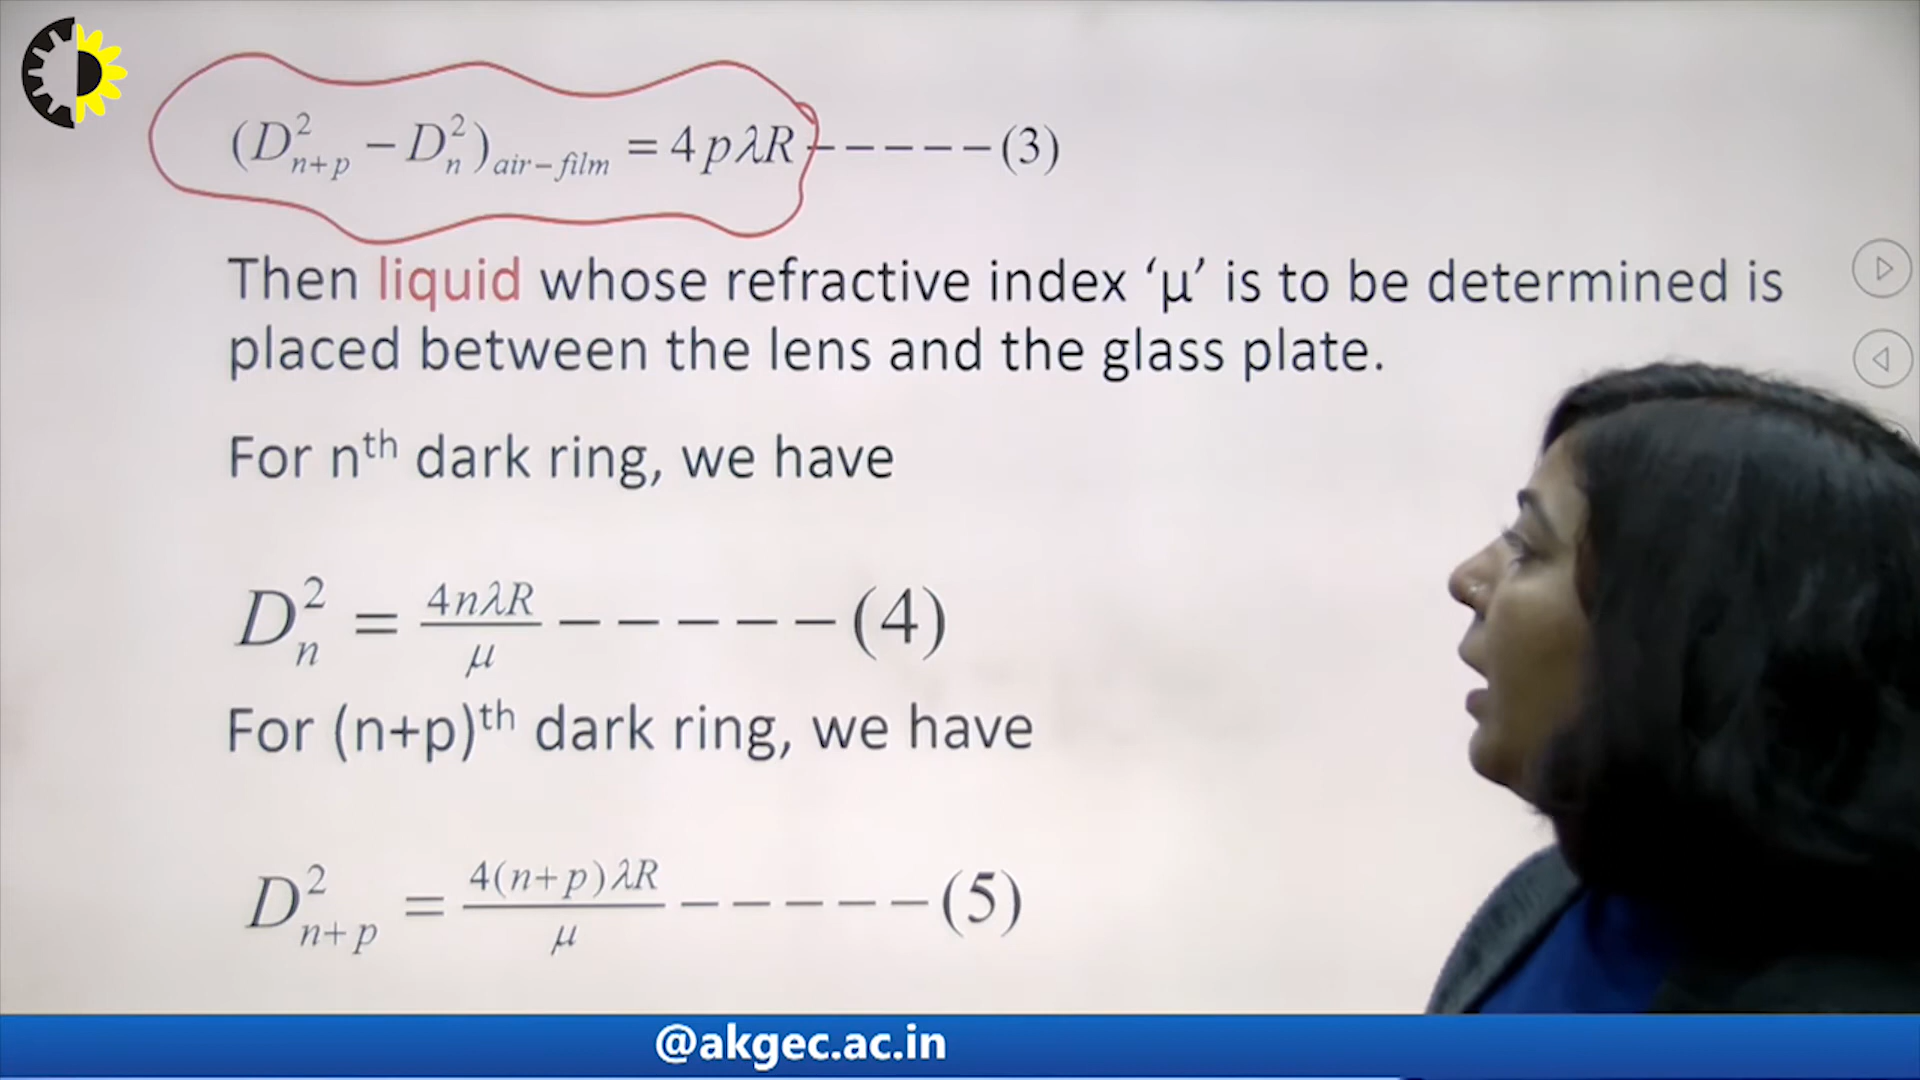 (D²ₙ₊ₚ − D²ₙ)air−film = 4pλR −−−−−(3)
Then liquid whose refractive index ‘μ’ is to be determined is
placed between the lens and the glass plate.
For nᵗʰ dark ring, we have
D²ₙ = 4nλR/μ −−−−−−(4)
For (n+p)ᵗʰ dark ring, we have
D²ₙ₊ₚ = 4(n+p)λR/μ −−−−−(5)
@akgec.ac.in